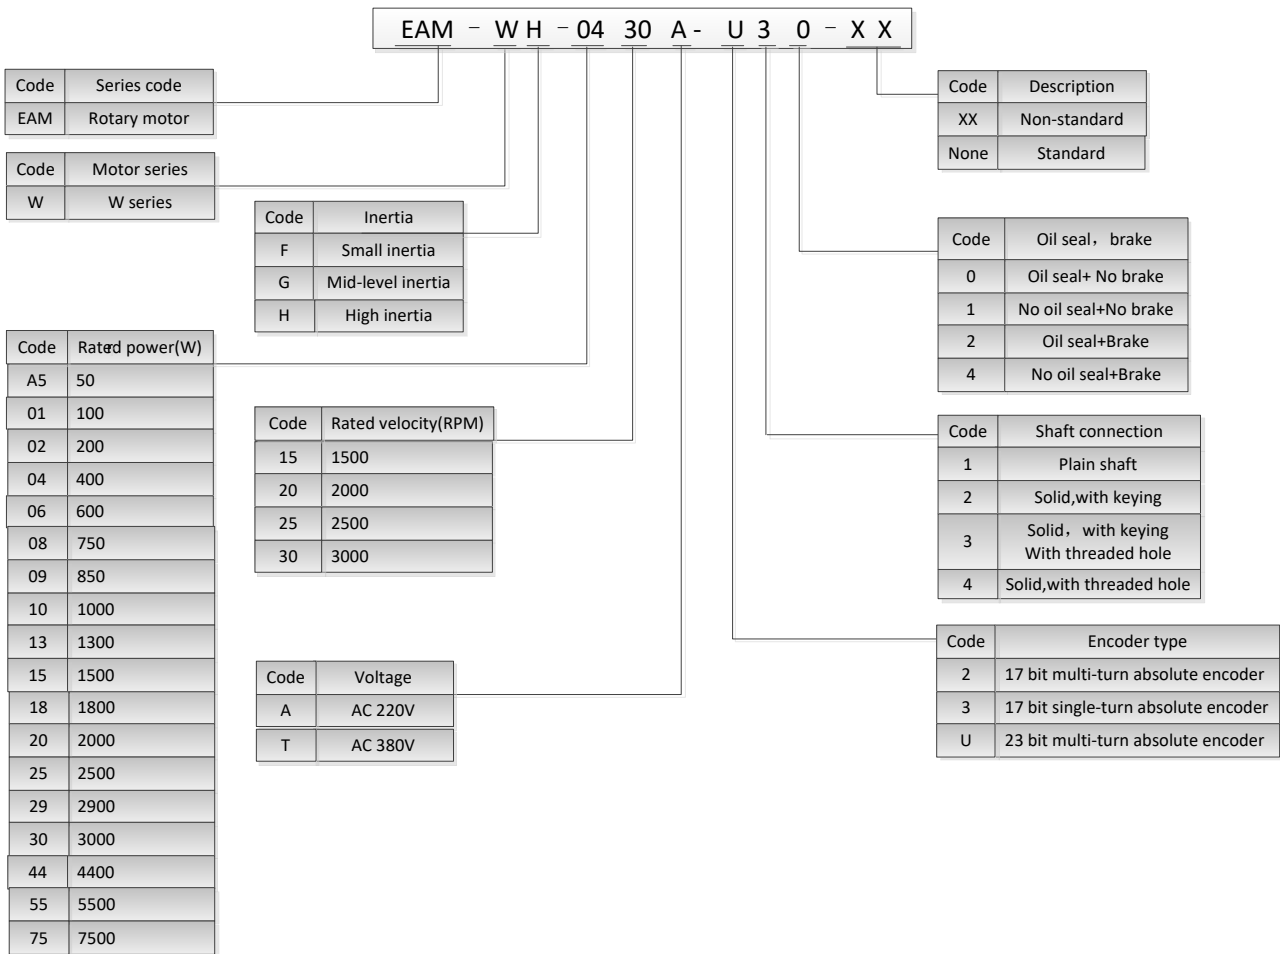 EAM - W H - 04 30 A - U 3 0 - X X
Code Series code
EAM Rotary motor
Code Motor series
W W series
Code Inertia
F Small inertia
G Mid-level inertia
H High inertia
Code Rated power(W)
A5 50
01 100
02 200
04 400
06 600
08 750
09 850
10 1000
13 1300
15 1500
18 1800
20 2000
25 2500
29 2900
30 3000
44 4400
55 5500
75 7500
Code Rated velocity(RPM)
15 1500
20 2000
25 2500
30 3000
Code Voltage
A AC 220V
T AC 380V
Code Description
XX Non-standard
None Standard
Code Oil seal，brake
0 Oil seal+ No brake
1 No oil seal+No brake
2 Oil seal+Brake
4 No oil seal+Brake
Code Shaft connection
1 Plain shaft
2 Solid,with keying
3 Solid，with keying
With threaded hole
4 Solid,with threaded hole
Code Encoder type
2 17 bit multi-turn absolute encoder
3 17 bit single-turn absolute encoder
U 23 bit multi-turn absolute encoder